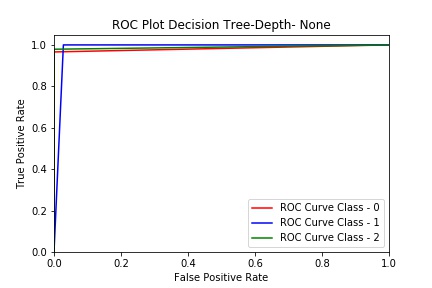 ROC Plot Decision Tree-Depth- None
True Positive Rate
1.0
0.8
0.6
0.4
0.2
0.0
0.0 0.2 0.4 0.6 0.8 1.0
False Positive Rate
ROC Curve Class - 0
ROC Curve Class - 1
ROC Curve Class - 2